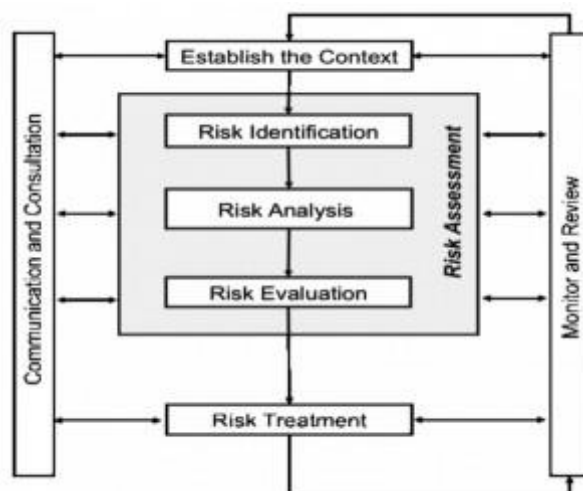 Establish the Context
Risk Identification
Risk Analysis
Risk Evaluation
Risk Treatment
Risk Assessment
Communication and Consultation
Monitor and Review